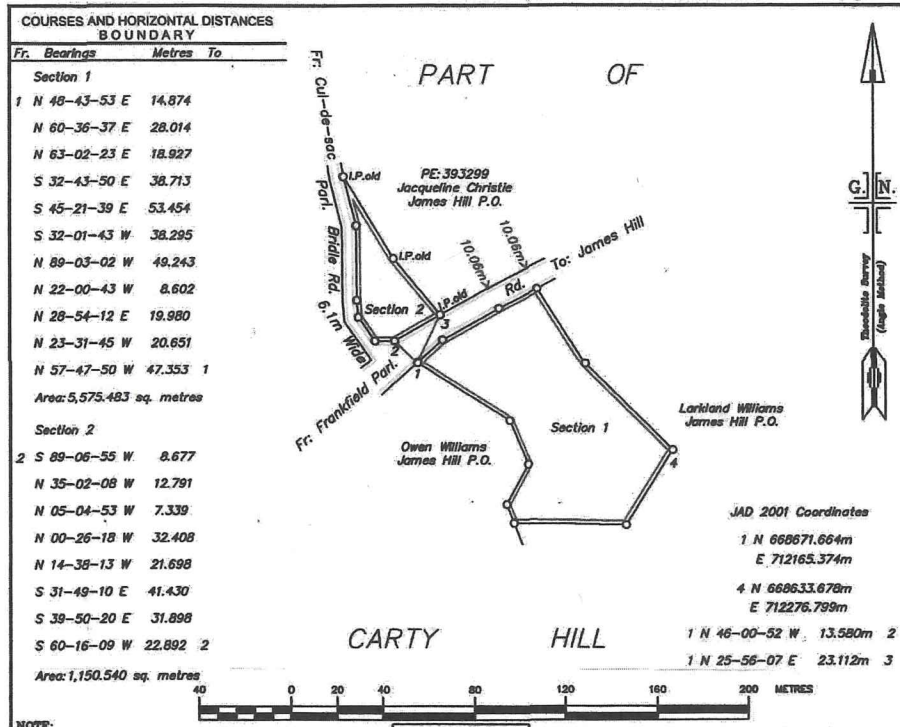 COURSES AND HORIZONTAL DISTANCES
BOUNDARY
Fr. Bearings Metres To
Section 1
1 N 48-43-53 E 14.874
N 60-36-37 E 28.014
N 63-02-23 E 18.927
S 32-43-50 E 38.713
S 45-21-39 E 53.454
S 32-01-43 W 38.295
N 89-03-02 W 49.243
N 22-00-43 W 8.602
N 28-54-12 E 19.980
N 23-31-45 W 20.651
N 57-47-50 W 47.353 1
Area: 5,575.483 sq. metres
Section 2
2 S 89-06-55 W 8.677
N 35-02-08 W 12.791
N 05-04-53 W 7.339
N 00-26-18 W 32.408
N 14-38-13 W 21.698
S 31-49-10 E 41.430
S 39-50-20 E 31.898
S 60-16-09 W 22.892 2
Area: 1,150.540 sq. metres
NOTE:
PART OF
Fr: Cul-de-sac
I.P.old
PE: 393299
Jacqueline Christie
James Hill P.O.
Parl. Bridle Rd. 6.1m Wide
I.P.old
10.06m
10.06m
To: James Hill
I.P.old
Rd.
Section 2
3
2
1
Fr: Frankfield Parl.
Section 1
Larkland Williams
James Hill P.O.
4
Owen Williams
James Hill P.O.
G. N.
Theodolite Survey
(Angle Method)
JAD 2001 Coordinates
1 N 668671.664m
E 712165.374m
4 N 668633.678m
E 712276.799m
1 N 46-00-52 W 13.580m 2
1 N 25-56-07 E 23.112m 3
CARTY HILL
40 0 20 40 60 80 120 160 200 METRES